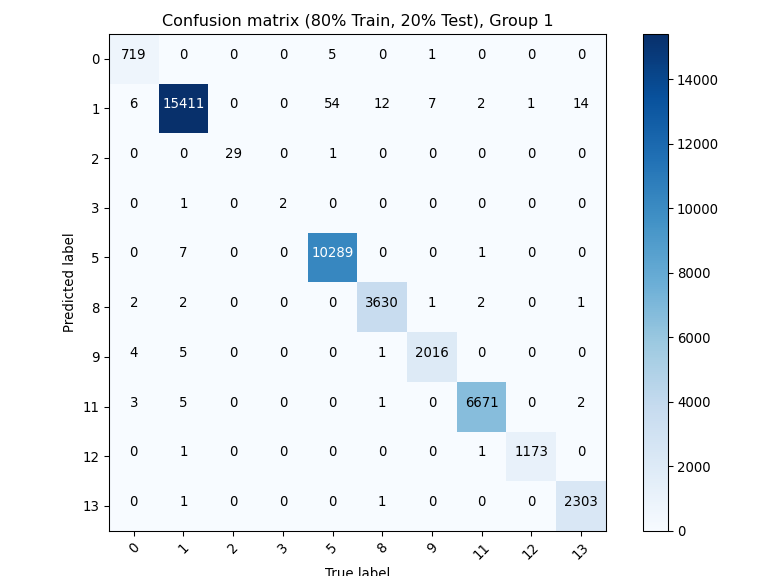 Confusion matrix (80% Train, 20% Test), Group 1
0 719 0 0 0 5 0 1 0 0 0
1 6 15411 0 0 54 12 7 2 1 14
2 0 0 29 0 1 0 0 0 0 0
3 0 1 0 2 0 0 0 0 0 0
5 0 7 0 0 10289 0 0 1 0 0
8 2 2 0 0 0 3630 1 2 0 1
9 4 5 0 0 0 1 2016 0 0 0
11 3 5 0 0 0 1 0 6671 0 2
12 0 1 0 0 0 0 0 1 1173 0
13 0 1 0 0 0 1 0 0 0 2303
0 1 2 3 5 8 9 11 12 13
Predicted label
True label
14000
12000
10000
8000
6000
4000
2000
0